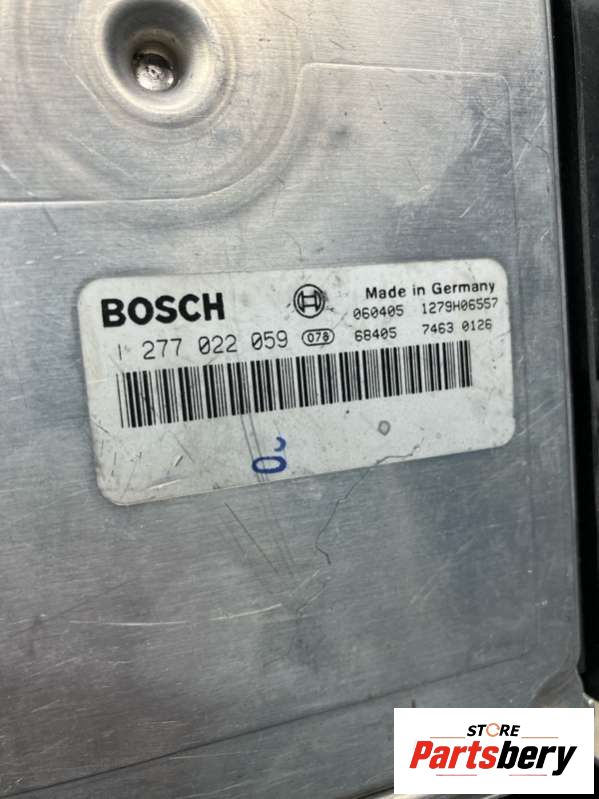 BOSCH
Made in Germany
060405 1279H06557
1 277 022 059 078 68405 7463 0126
STORE
Partsbery